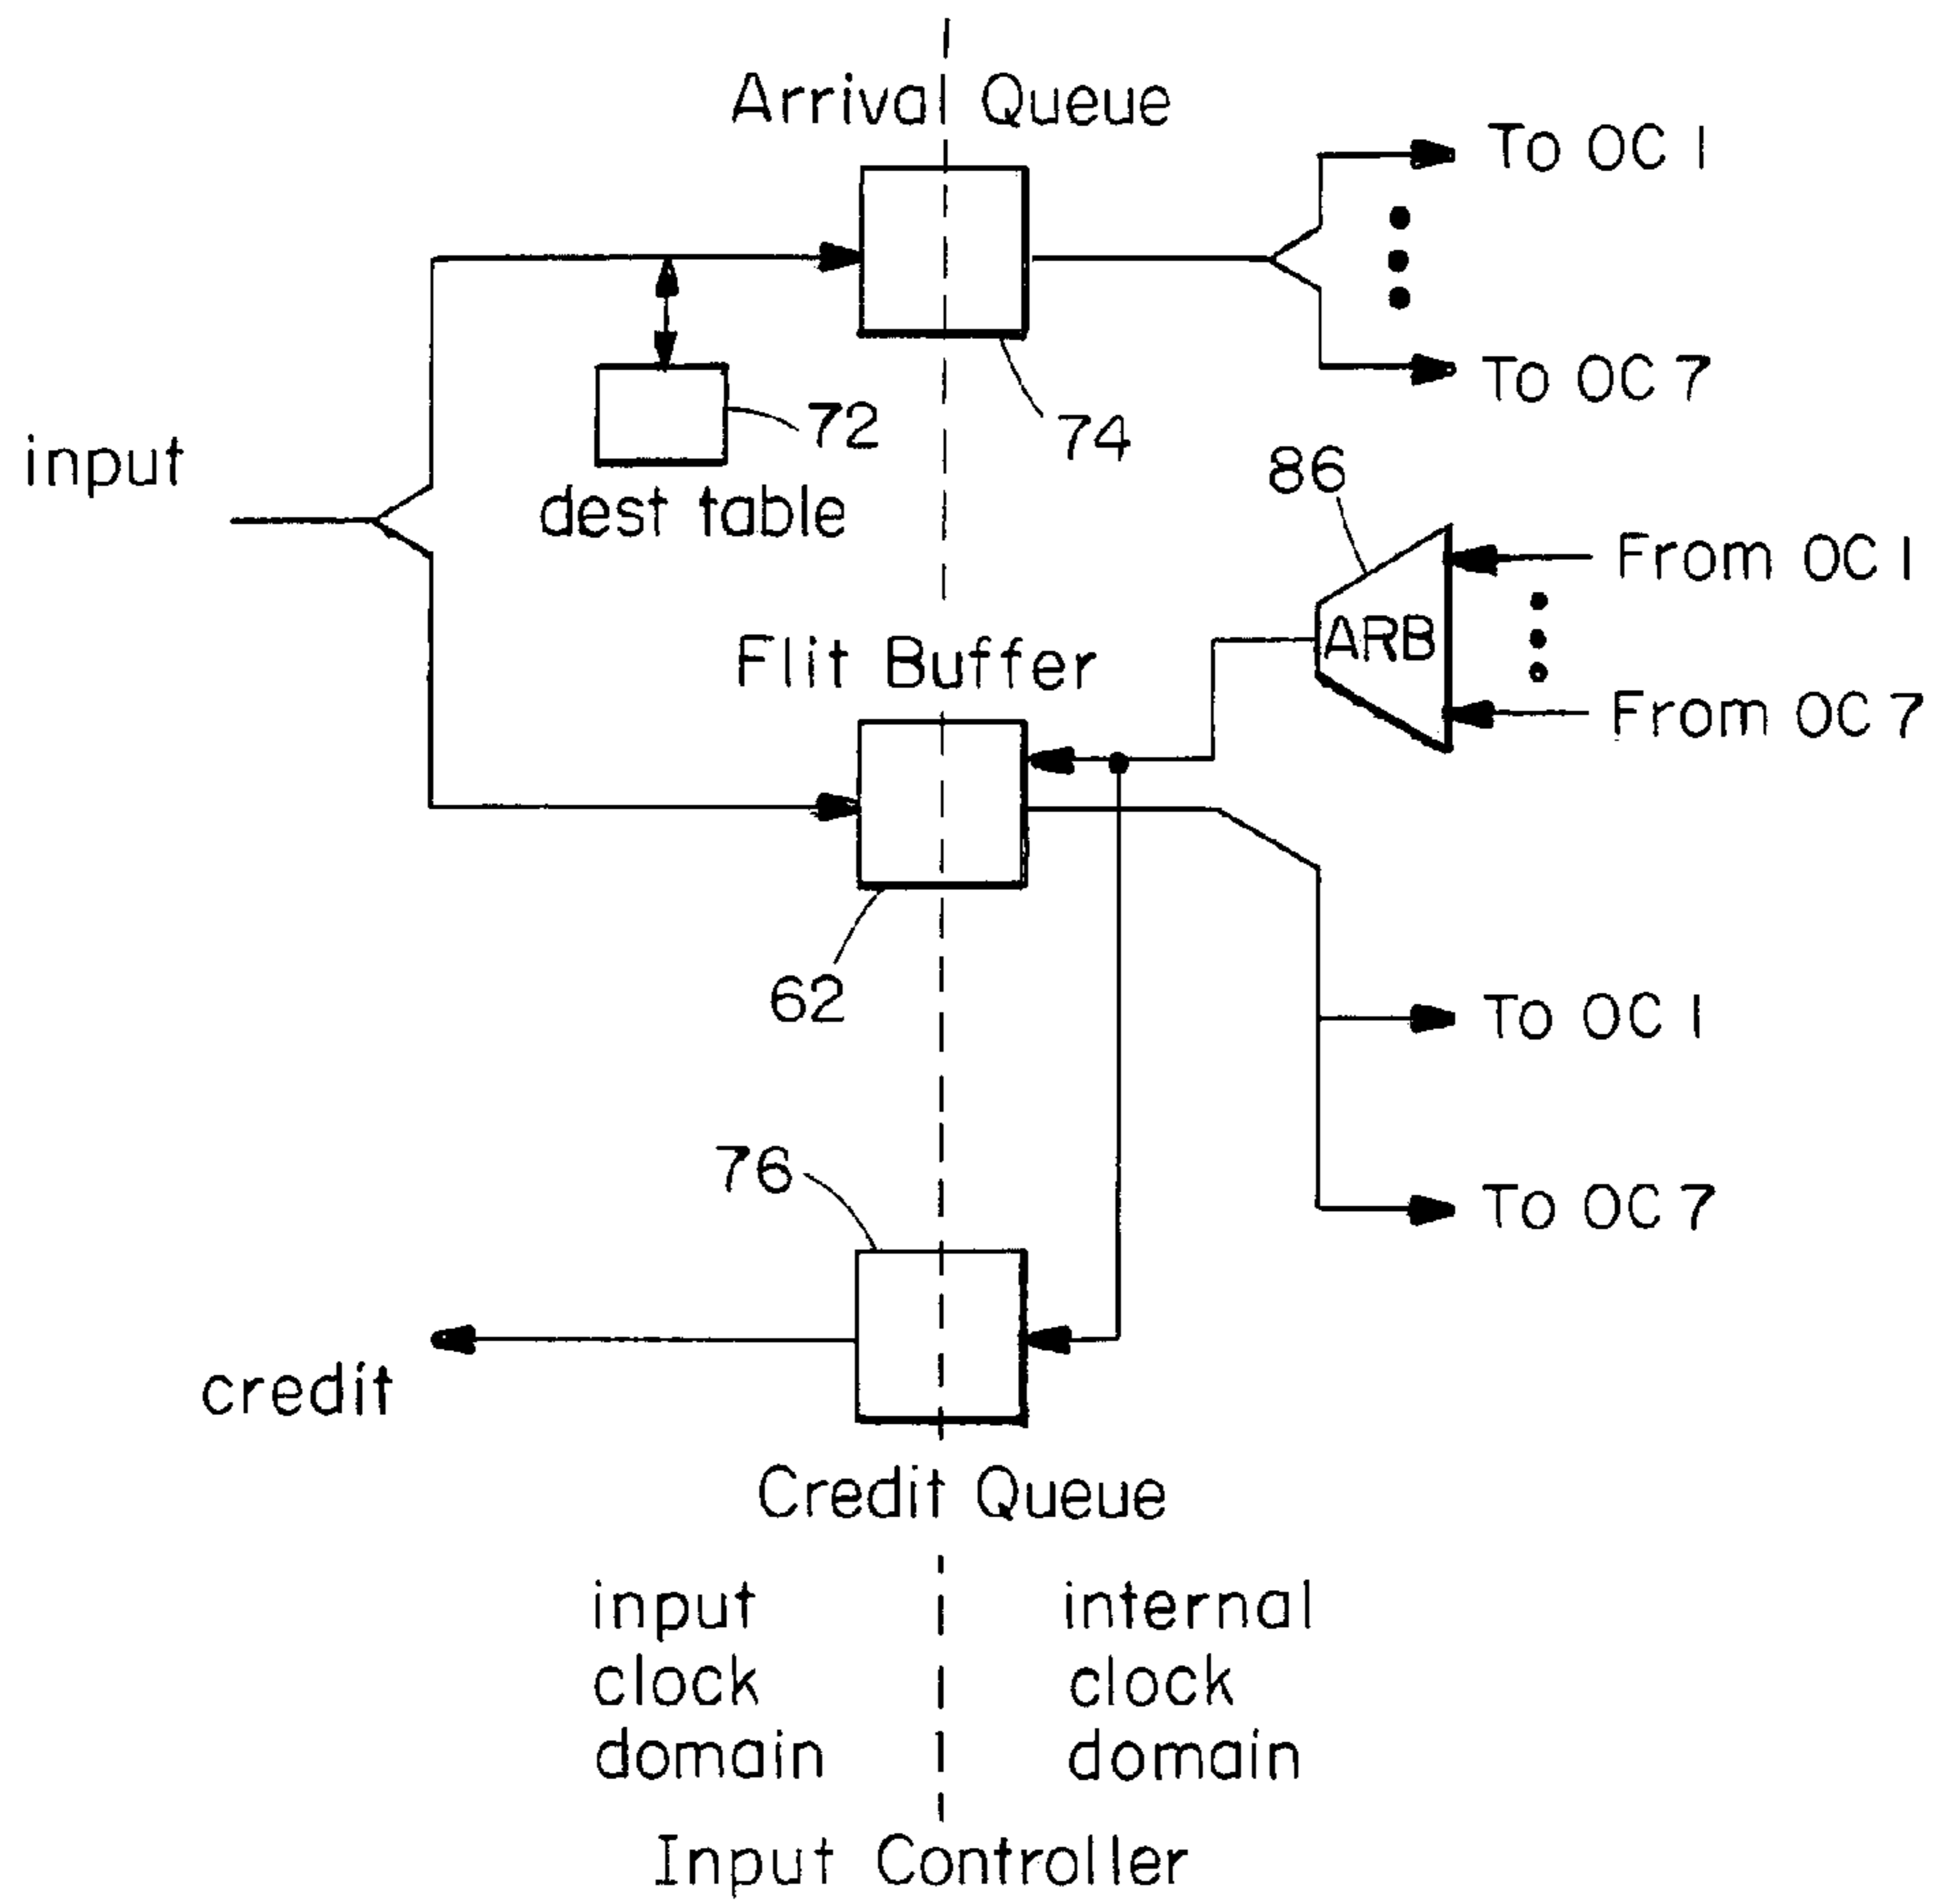 Arrival Queue
To OC 1
To OC 7
74
72
input
dest table
86
From OC 1
ARB
From OC 7
Flit Buffer
62
To OC 1
76
To OC 7
credit
Credit Queue
input
clock
domain
internal
clock
domain
Input Controller